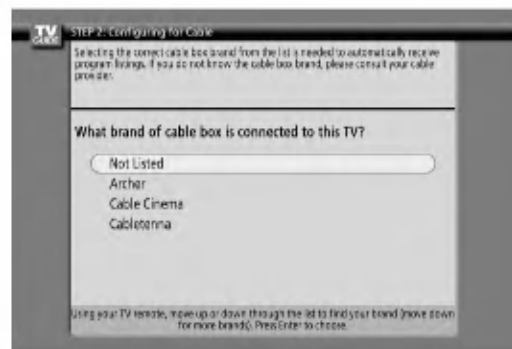 TV
GUIDE
STEP 2: Configuring for Cable
Selecting the correct cable box brand from the list is needed to automatically receive
program listings. If you do not know the cable box brand, please consult your cable
provider.
What brand of cable box is connected to this TV?
Not Listed
Archer
Cable Cinema
Cabletenna
Using your TV remote, move up or down through the list to find your brand (move down
for more brands). Press Enter to choose.